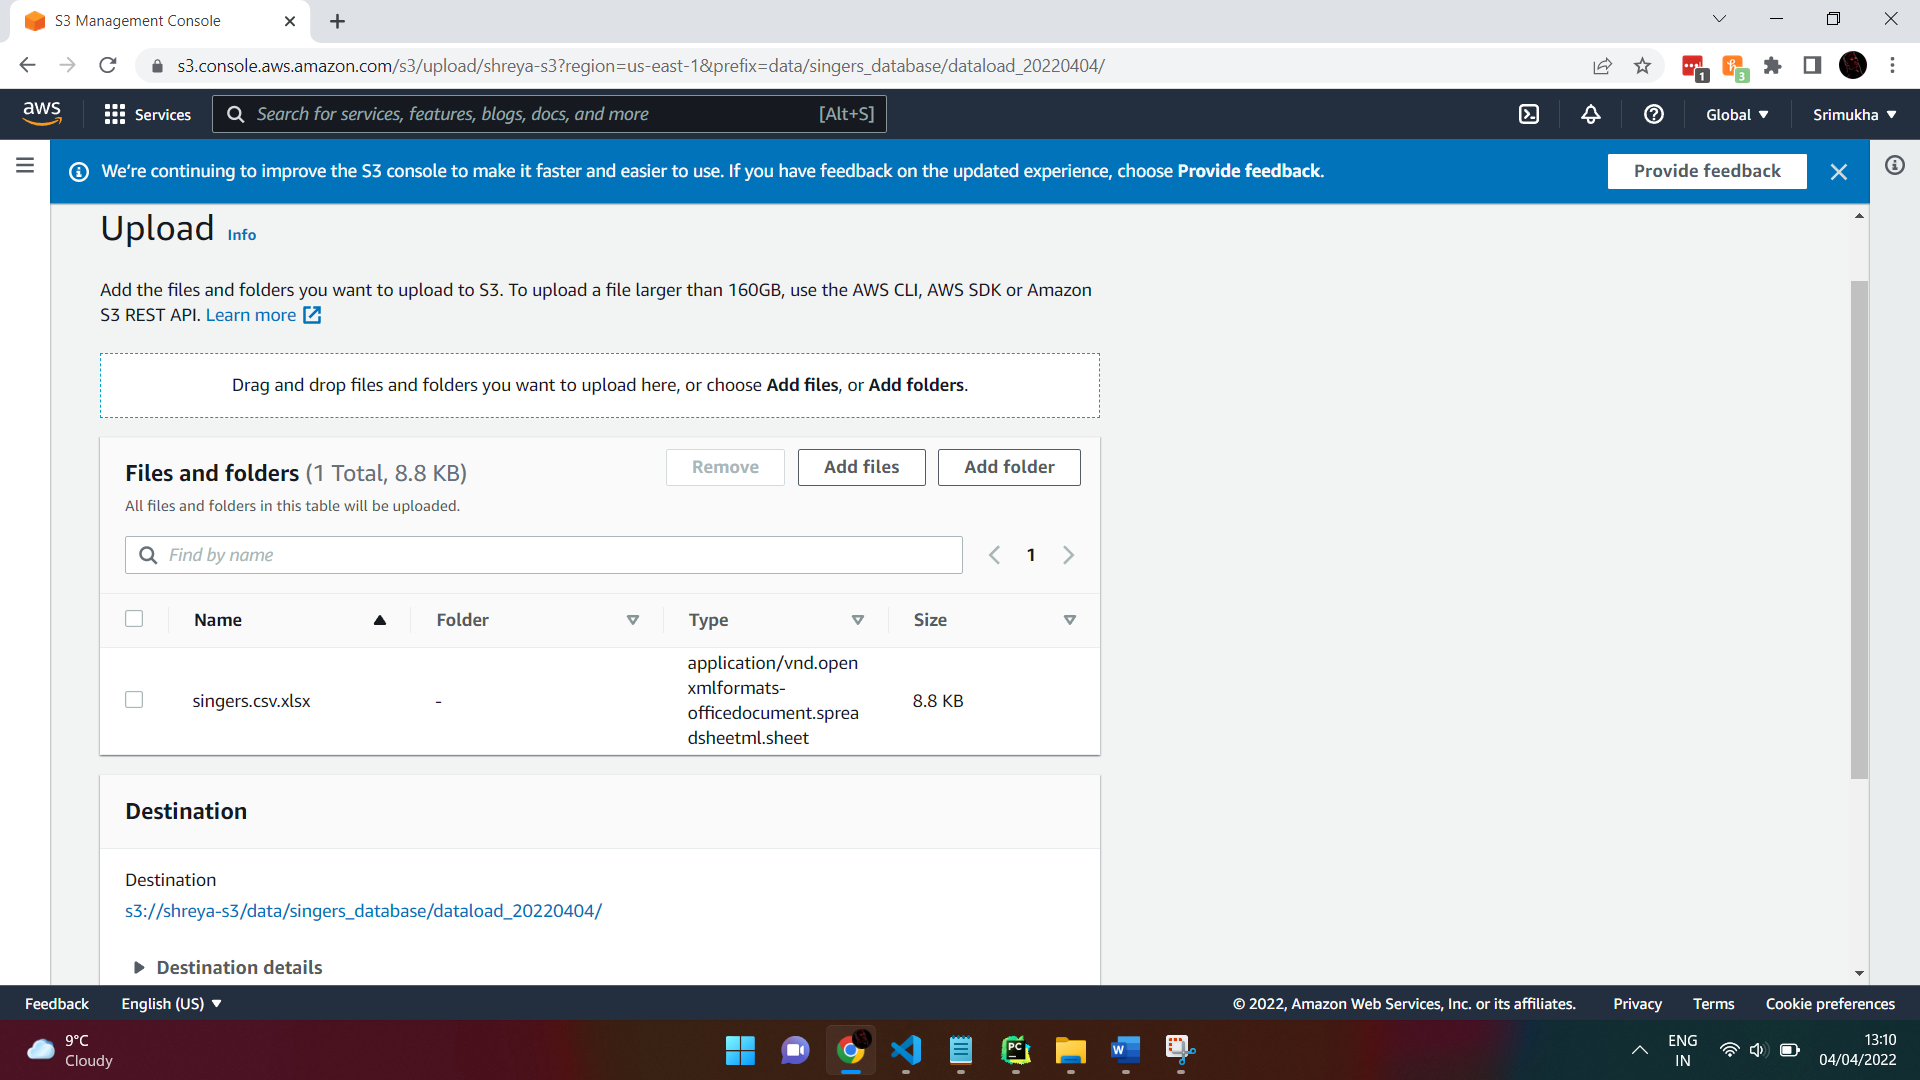 S3 Management Console
s3.console.aws.amazon.com/s3/upload/shreya-s3?region=us-east-1&prefix=data/singers_database/dataload_20220404/
1
3
aws
Services
Search for services, features, blogs, docs, and more
[Alt+S]
Global
Srimukha
We're continuing to improve the S3 console to make it faster and easier to use. If you have feedback on the updated experience, choose Provide feedback.
Provide feedback
Upload Info
Add the files and folders you want to upload to S3. To upload a file larger than 160GB, use the AWS CLI, AWS SDK or Amazon
S3 REST API. Learn more
Drag and drop files and folders you want to upload here, or choose Add files, or Add folders.
Files and folders (1 Total, 8.8 KB)
Remove
Add files
Add folder
All files and folders in this table will be uploaded.
Find by name
1
Name
Folder
Type
Size
singers.csv.xlsx
-
application/vnd.open
xmlformats-
officedocument.sprea
dsheetml.sheet
8.8 KB
Destination
Destination
s3://shreya-s3/data/singers_database/dataload_20220404/
Destination details
Feedback
English (US)
© 2022, Amazon Web Services, Inc. or its affiliates.
Privacy
Terms
Cookie preferences
9°C
Cloudy
PC
W
ENG
IN
13:10
04/04/2022